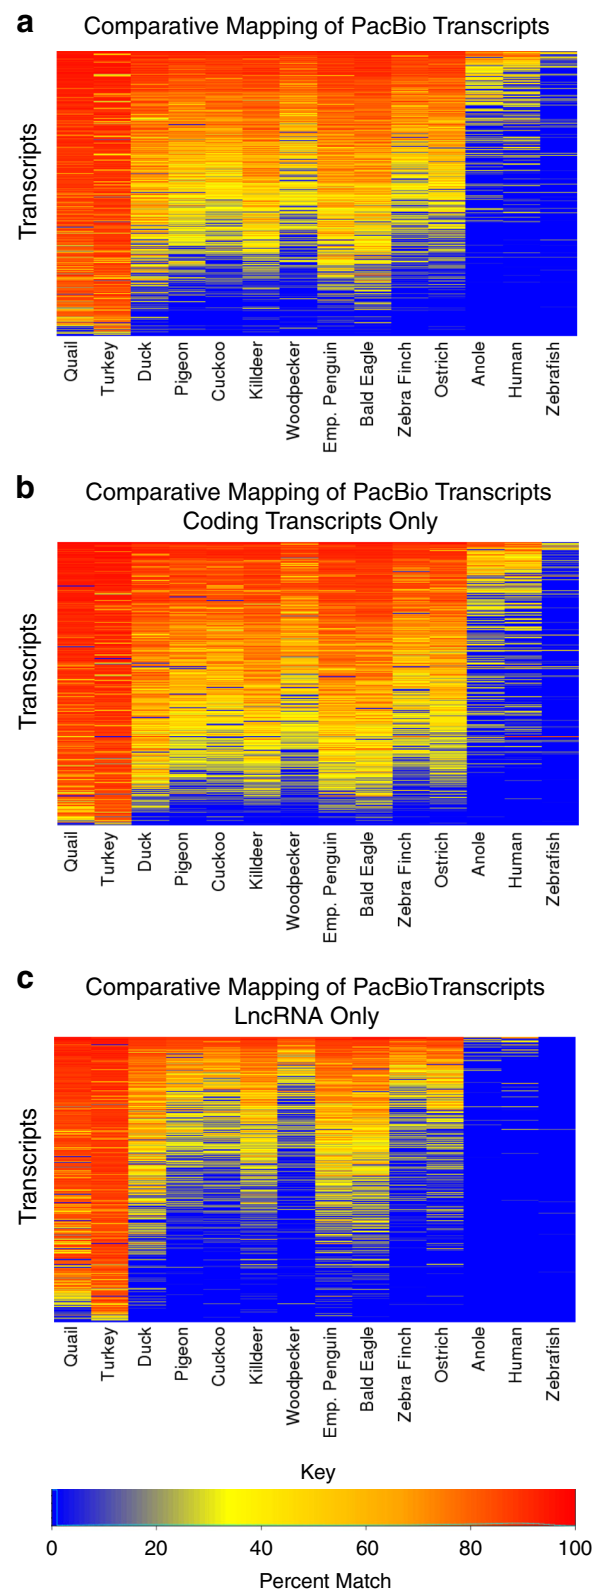 a
Comparative Mapping of PacBio Transcripts
Transcripts
Quail
Turkey
Duck
Pigeon
Cuckoo
Killdeer
Woodpecker
Emp. Penguin
Bald Eagle
Zebra Finch
Ostrich
Anole
Human
Zebrafish
b
Comparative Mapping of PacBio Transcripts
Coding Transcripts Only
Transcripts
Quail
Turkey
Duck
Pigeon
Cuckoo
Killdeer
Woodpecker
Emp. Penguin
Bald Eagle
Zebra Finch
Ostrich
Anole
Human
Zebrafish
c
Comparative Mapping of PacBioTranscripts
LncRNA Only
Transcripts
Quail
Turkey
Duck
Pigeon
Cuckoo
Killdeer
Woodpecker
Emp. Penguin
Bald Eagle
Zebra Finch
Ostrich
Anole
Human
Zebrafish
Key
0 20 40 60 80 100
Percent Match